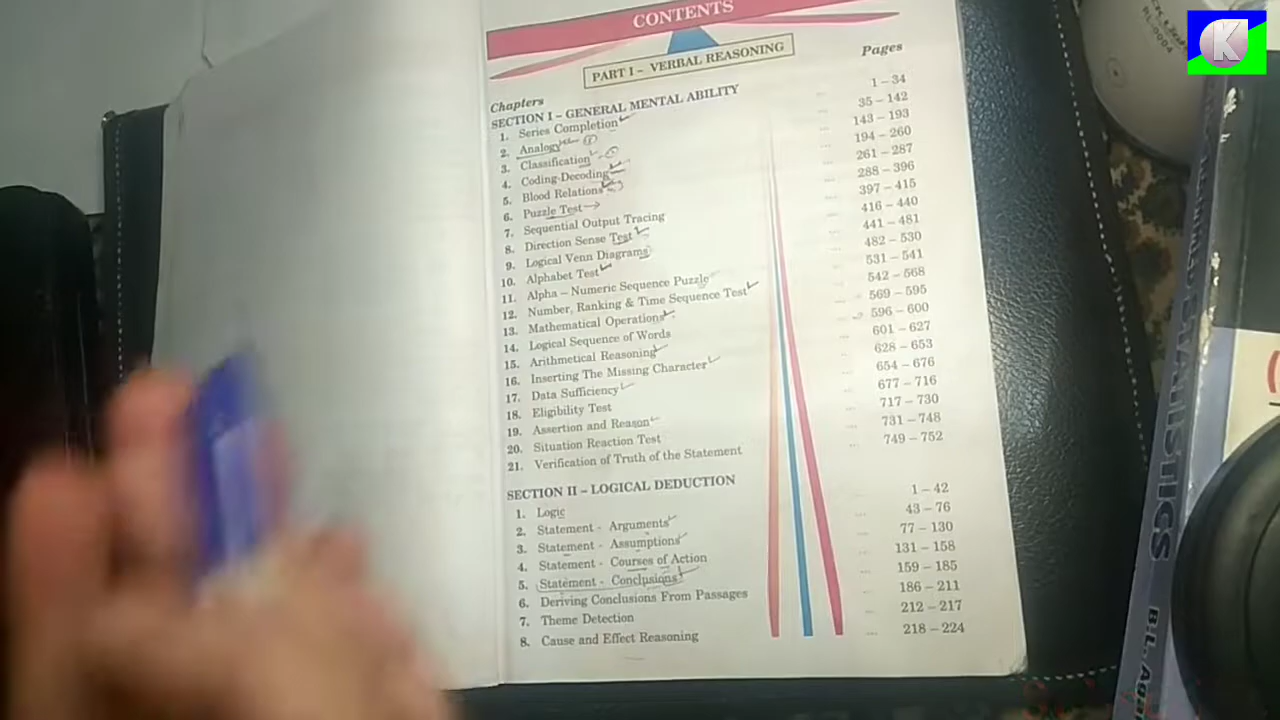 CONTENTS
PART I – VERBAL REASONING
Chapters Pages
SECTION I – GENERAL MENTAL ABILITY
1. Series Completion 1 – 34
2. Analogy 35 – 142
3. Classification 143 – 193
4. Coding-Decoding 194 – 260
5. Blood Relations 261 – 287
6. Puzzle Test 288 – 396
7. Sequential Output Tracing 397 – 415
8. Direction Sense Test 416 – 440
9. Logical Venn Diagrams 441 – 481
10. Alphabet Test 482 – 530
11. Alpha – Numeric Sequence Puzzle 531 – 541
12. Number, Ranking & Time Sequence Test 542 – 568
13. Mathematical Operations 569 – 595
14. Logical Sequence of Words 596 – 600
15. Arithmetical Reasoning 601 – 627
16. Inserting The Missing Character 628 – 653
17. Data Sufficiency 654 – 676
18. Eligibility Test 677 – 716
19. Assertion and Reason 717 – 730
20. Situation Reaction Test 731 – 748
21. Verification of Truth of the Statement 749 – 752
SECTION II – LOGICAL DEDUCTION
1. Logic 1 – 42
2. Statement - Arguments 43 – 76
3. Statement - Assumptions 77 – 130
4. Statement - Courses of Action 131 – 158
5. Statement - Conclusions 159 – 185
6. Deriving Conclusions From Passages 186 – 211
7. Theme Detection 212 – 217
8. Cause and Effect Reasoning 218 – 224
K